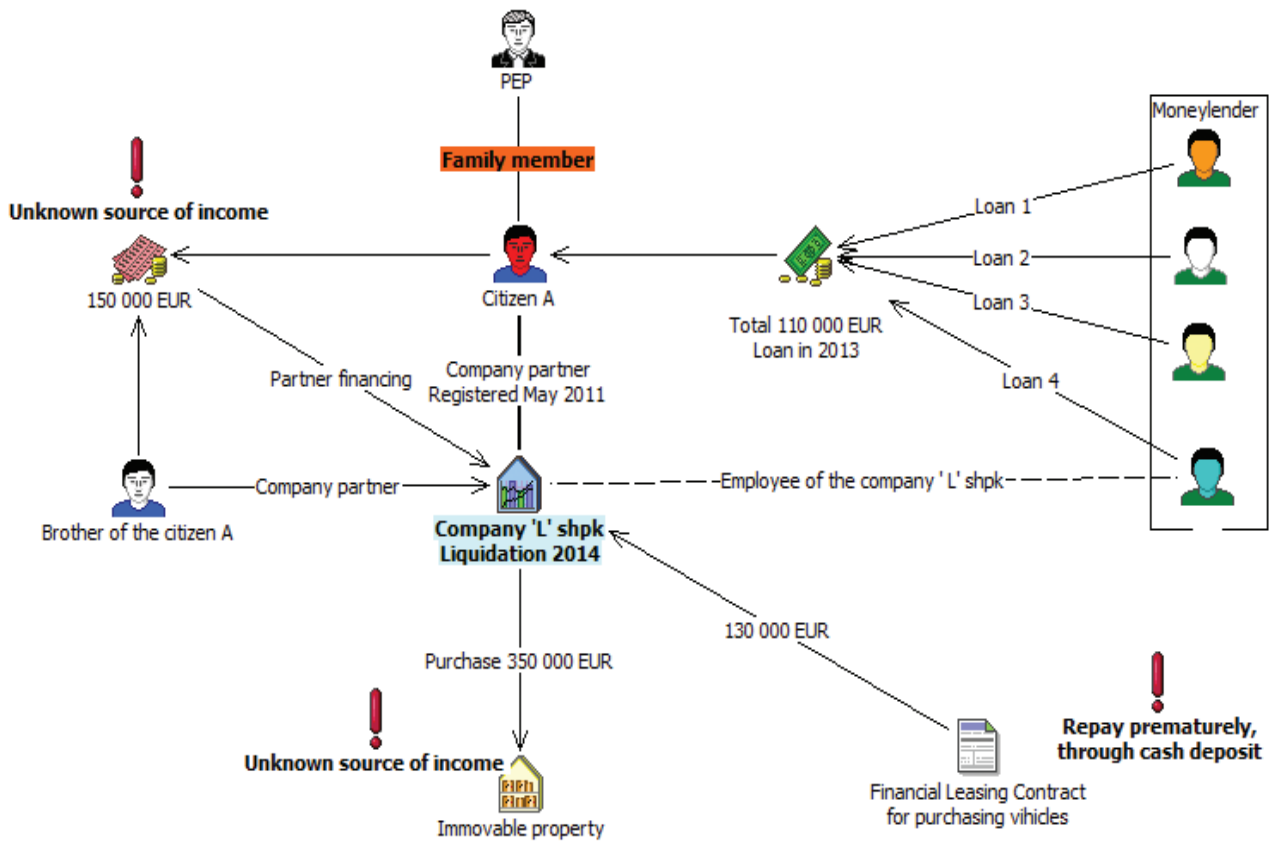 PEP
Moneylender
Family member
Unknown source of income
Loan 1
Loan 2
150 000 EUR
Citizen A
Loan 3
Total 110 000 EUR
Loan in 2013
Partner financing
Company partner
Registered May 2011
Loan 4
Company partner
Employee of the company ' L' shpk
Brother of the citizen A
Company 'L' shpk
Liquidation 2014
130 000 EUR
Purchase 350 000 EUR
Repay prematurely,
through cash deposit
Unknown source of income
Financial Leasing Contract
for purchasing vihicles
Immovable property